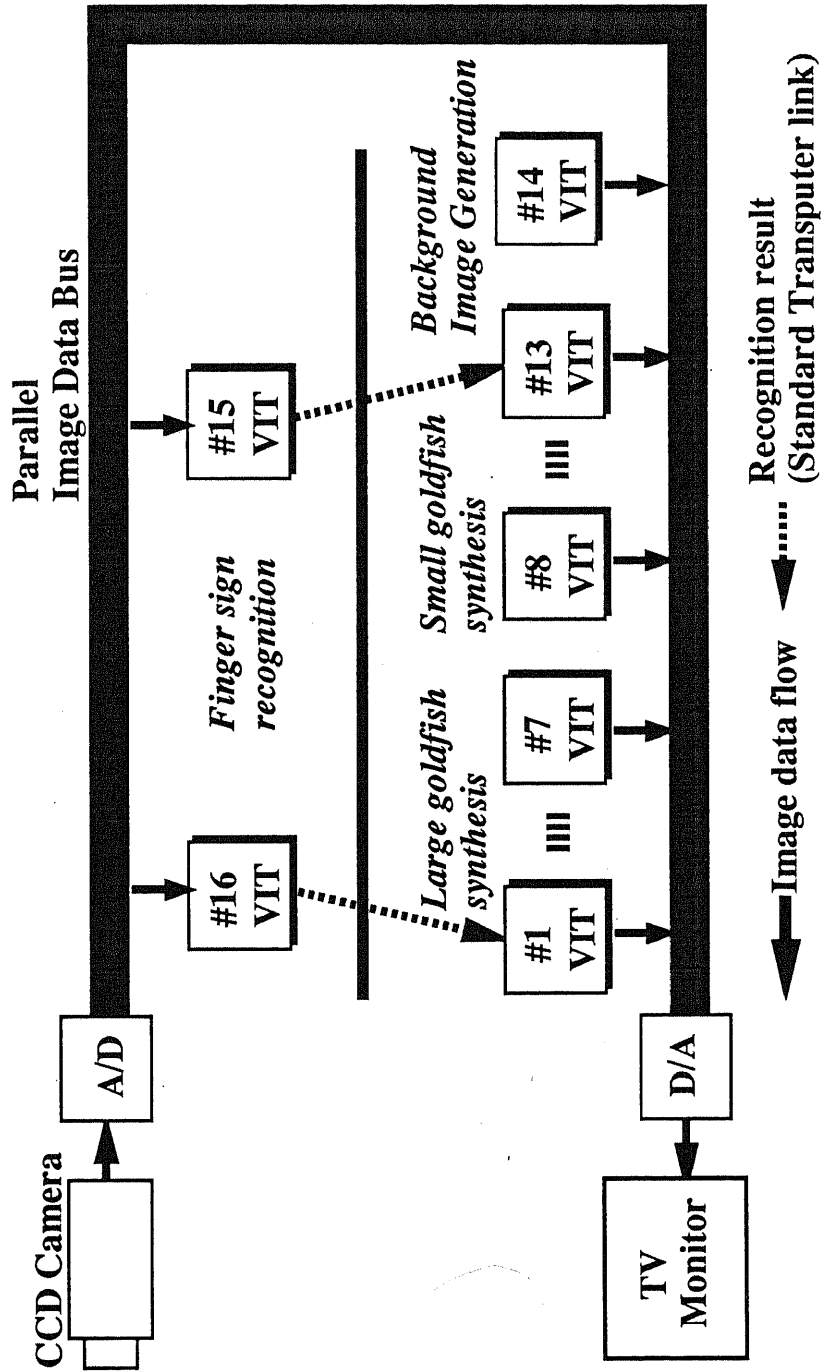 CCD Camera
A/D
Parallel
Image Data Bus
#16
VIT
Finger sign
recognition
#15
VIT
Large goldfish
synthesis
Small goldfish
synthesis
Background
Image Generation
#1
VIT
#7
VIT
#8
VIT
#13
VIT
#14
VIT
TV
Monitor
D/A
Image data flow
Recognition result
(Standard Transputer link)